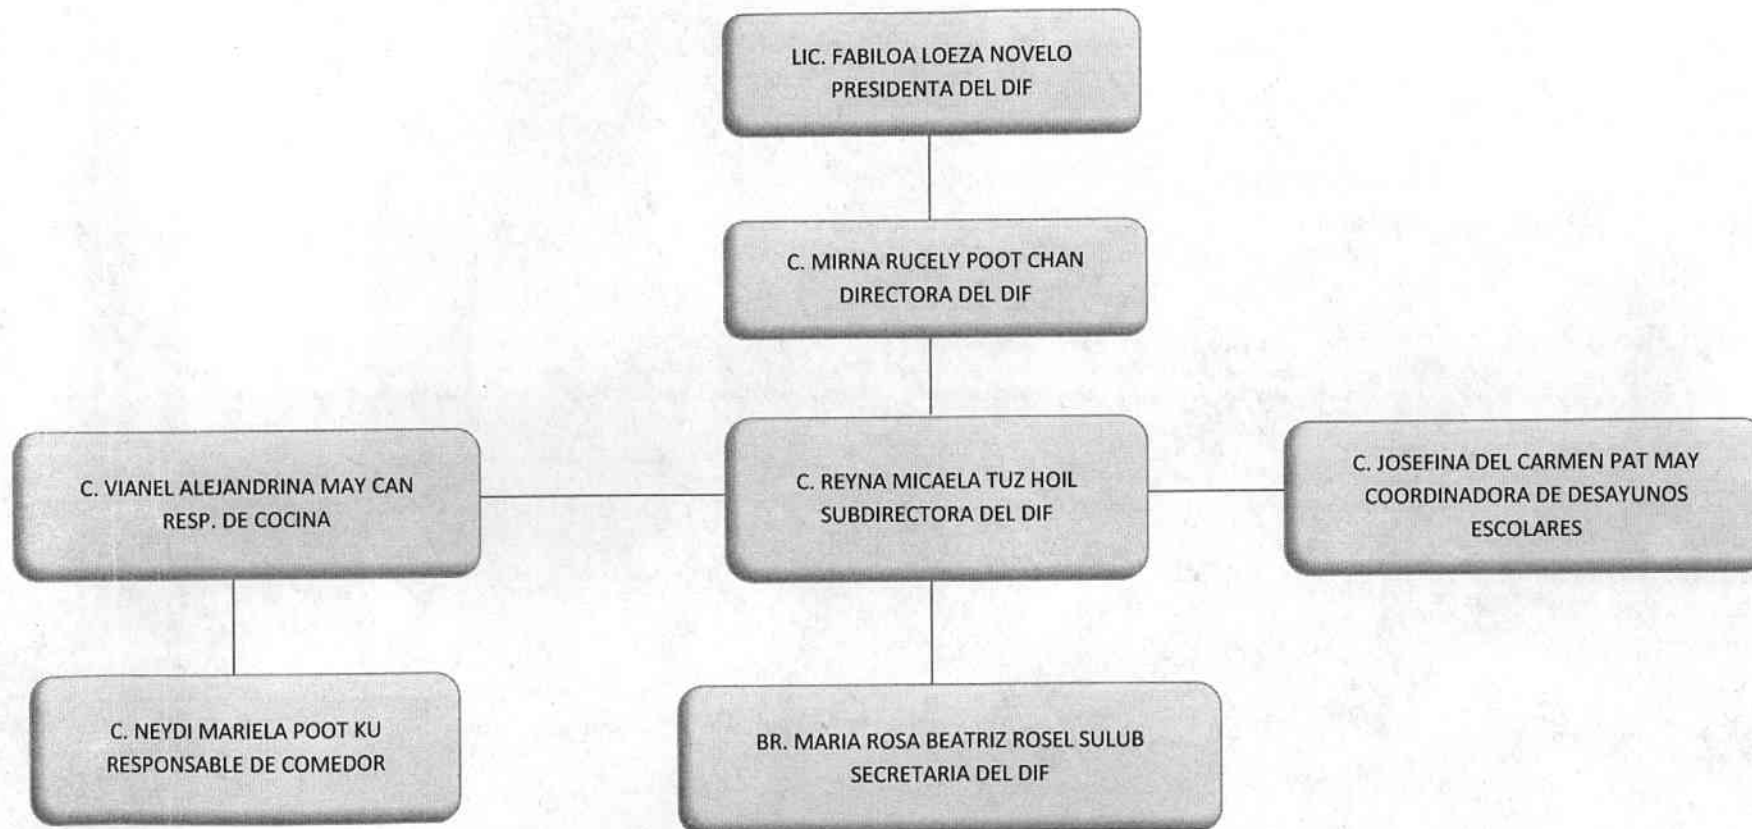 LIC. FABILOA LOEZA NOVELO
PRESIDENTA DEL DIF
C. MIRNA RUCELY POOT CHAN
DIRECTORA DEL DIF
C. VIANEL ALEJANDRINA MAY CAN
RESP. DE COCINA
C. REYNA MICAELA TUZ HOIL
SUBDIRECTORA DEL DIF
C. JOSEFINA DEL CARMEN PAT MAY
COORDINADORA DE DESAYUNOS
ESCOLARES
C. NEYDI MARIELA POOT KU
RESPONSABLE DE COMEDOR
BR. MARIA ROSA BEATRIZ ROSEL SULUB
SECRETARIA DEL DIF